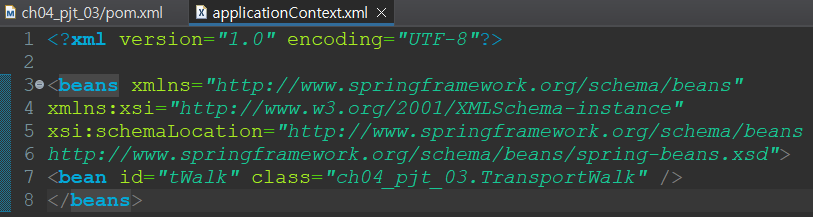 ch04_pjt_03/pom.xml applicationContext.xml
1 <?xml version="1.0" encoding="UTF-8"?>
2
3 <beans xmlns="http://www.springframework.org/schema/beans"
4 xmlns:xsi="http://www.w3.org/2001/XMLSchema-instance"
5 xsi:schemaLocation="http://www.springframework.org/schema/beans
6 http://www.springframework.org/schema/beans/spring-beans.xsd">
7 <bean id="tWalk" class="ch04_pjt_03.TransportWalk" />
8 </beans>